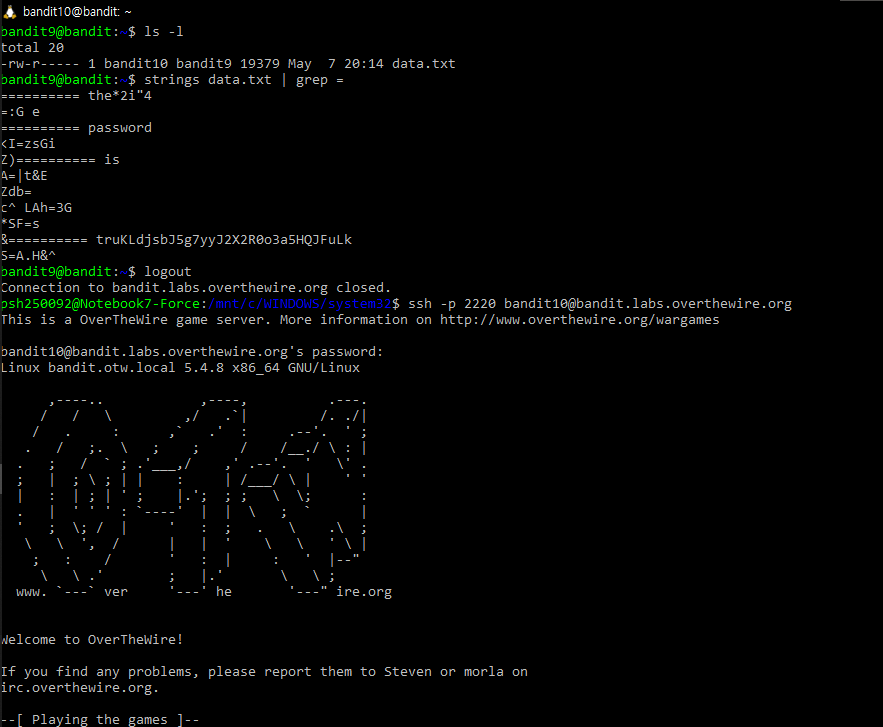 bandit10@bandit: ~
bandit9@bandit:~$ ls -l
total 20
-rw-r----- 1 bandit10 bandit9 19379 May  7 20:14 data.txt
bandit9@bandit:~$ strings data.txt | grep =
========== the*2i"4
=:G e
========== password
<I=zsGi
Z)========== is
A=|t&E
Zdb=
c^ LAh=3G
*SF=s
&========== truKLdjsbJ5g7yyJ2X2R0o3a5HQJFuLk
S=A.H&^
bandit9@bandit:~$ logout
Connection to bandit.labs.overthewire.org closed.
psh250092@Notebook7-Force:/mnt/c/WINDOWS/system32$ ssh -p 2220 bandit10@bandit.labs.overthewire.org
This is a OverTheWire game server. More information on http://www.overthewire.org/wargames
bandit10@bandit.labs.overthewire.org's password:
Linux bandit.otw.local 5.4.8 x86_64 GNU/Linux
www. ver he ire.org
Welcome to OverTheWire!
If you find any problems, please report them to Steven or morla on
irc.overthewire.org.
--[ Playing the games ]--